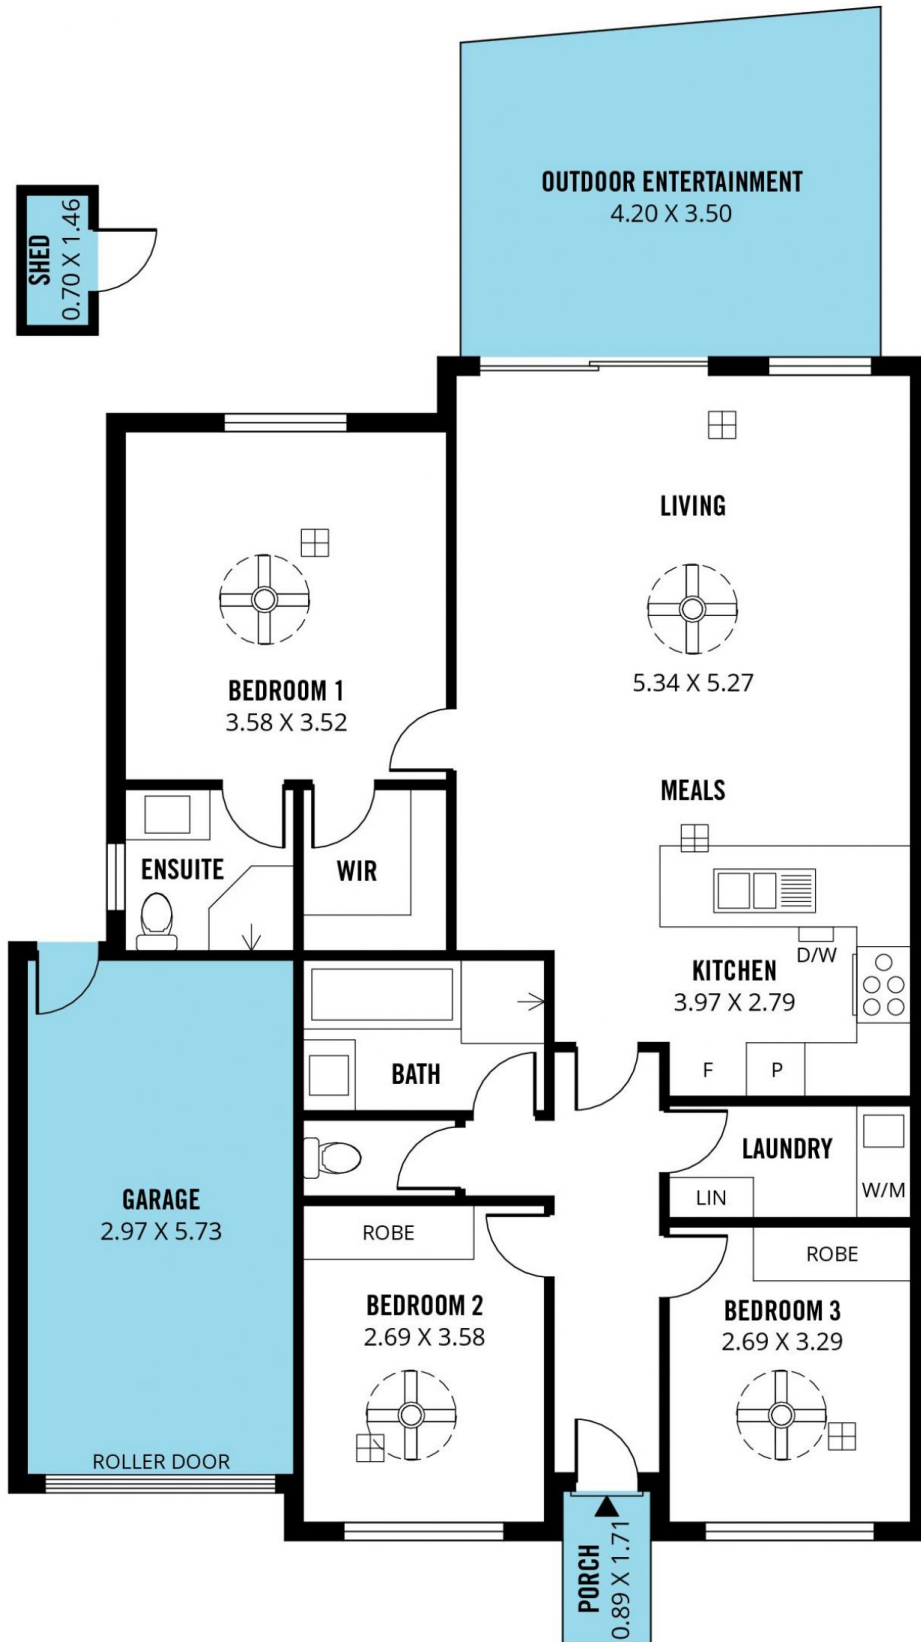 OUTDOOR ENTERTAINMENT
4.20 X 3.50
SHED
0.70 X 1.46
LIVING
5.34 X 5.27
BEDROOM 1
3.58 X 3.52
MEALS
ENSUITE
WIR
D/W
KITCHEN
3.97 X 2.79
F
P
BATH
LAUNDRY
W/M
LIN
GARAGE
2.97 X 5.73
ROBE
ROBE
BEDROOM 2
2.69 X 3.58
BEDROOM 3
2.69 X 3.29
ROLLER DOOR
PORCH
0.89 X 1.71